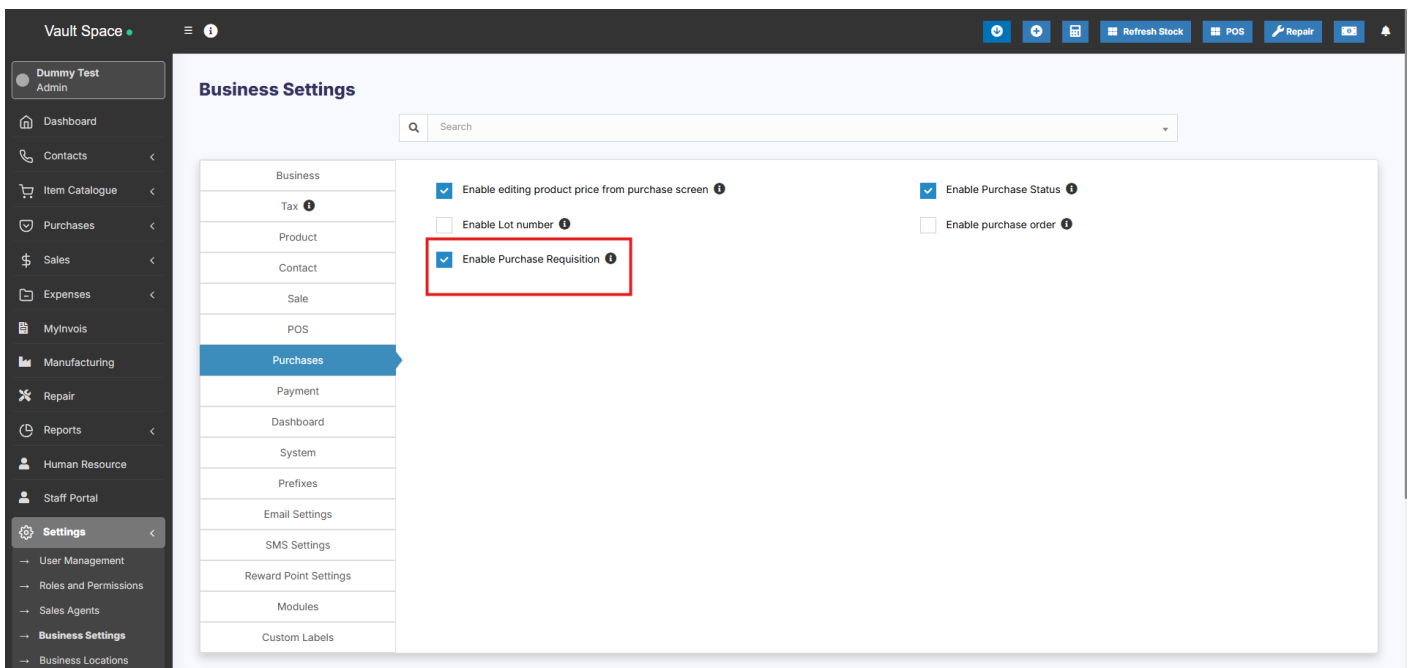 Vault Space
Refresh Stock
POS
Repair
Dummy Test
Admin
Dashboard
Contacts
Item Catalogue
Purchases
Sales
Expenses
MyInvois
Manufacturing
Repair
Reports
Human Resource
Staff Portal
Settings
→ User Management
→ Roles and Permissions
→ Sales Agents
→ Business Settings
→ Business Locations
Business Settings
Search
Business
Tax
Product
Contact
Sale
POS
Purchases
Payment
Dashboard
System
Prefixes
Email Settings
SMS Settings
Reward Point Settings
Modules
Custom Labels
Enable editing product price from purchase screen
Enable Purchase Status
Enable Lot number
Enable purchase order
Enable Purchase Requisition